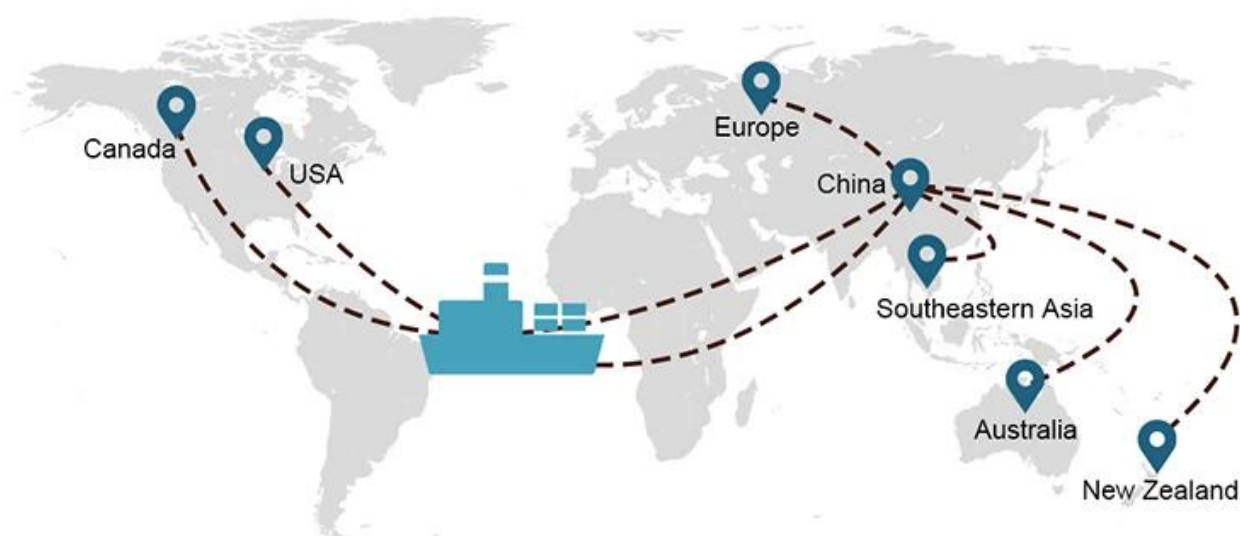 Canada
USA
Europe
China
Southeastern Asia
Australia
New Zealand